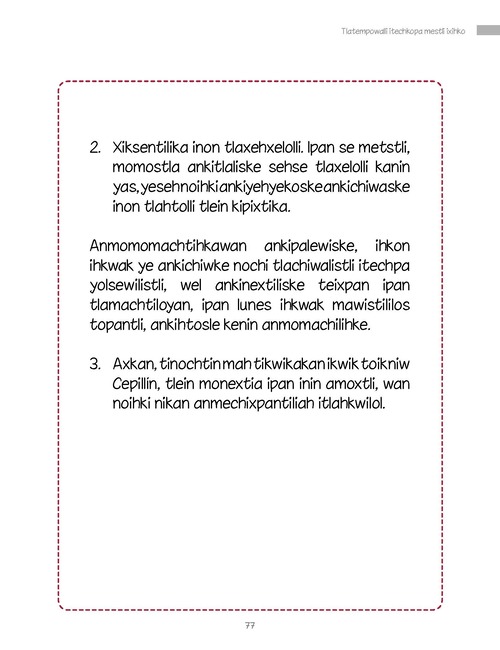 Tlatempowalli itechkopa mestli ixihko
2. Xiksentilika inon tlaxehxelolli. Ipan se metstli,
momostla ankitlaliske sehse tlaxelolli kanin
yas, yesehnoihki ankiyehyekoske ankichiwaske
inon tlahtolli tlein kipixtika.
Anmomomachtihkawan ankipalewiske, ihkon
ihkwak ye ankichiwke nochi tlachiwalistli itechpa
yolsewilistli, wel ankinextiliske teixpan ipan
tlamachtiloyan, ipan lunes ihkwak mawistililos
topantli, ankihtosle kenin anmomachilihke.
3. Axkan, tinochtin mah tikwikakan ikwik toikniw
Cepillín, tlein monextia ipan inin amoxtli, wan
noihki nikan anmechixpantiliah itlahkwilol.
77